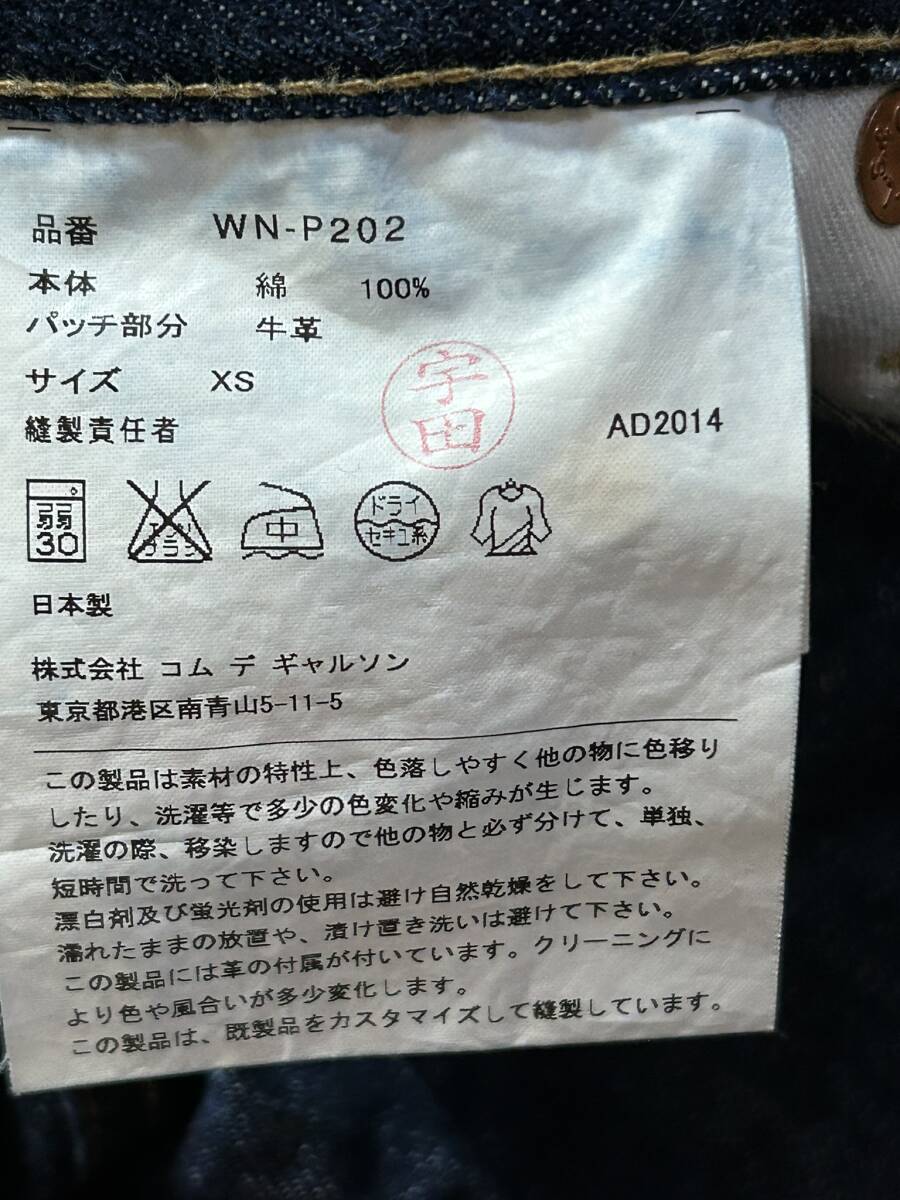 品番 WN-P202
本体 綿 100%
パッチ部分 牛革
サイズ XS
宇田
縫製責任者 AD2014
弱
30
エンソ
サラシ
中
ドライ
セキユ系
日本製
株式会社 コム デ ギャルソン
東京都港区南青山5-11-5
この製品は素材の特性上、色落しやすく他の物に色移り
したり、洗濯等で多少の色変化や縮みが生じます。
洗濯の際、移染しますので他の物と必ず分けて、単独、
短時間で洗って下さい。
漂白剤及び蛍光剤の使用は避け自然乾燥をして下さい。
濡れたままの放置や、漬け置き洗いは避けて下さい。
この製品には革の付属が付いています。クリーニングに
より色や風合いが多少変化します。
この製品は、既製品をカスタマイズして縫製しています。